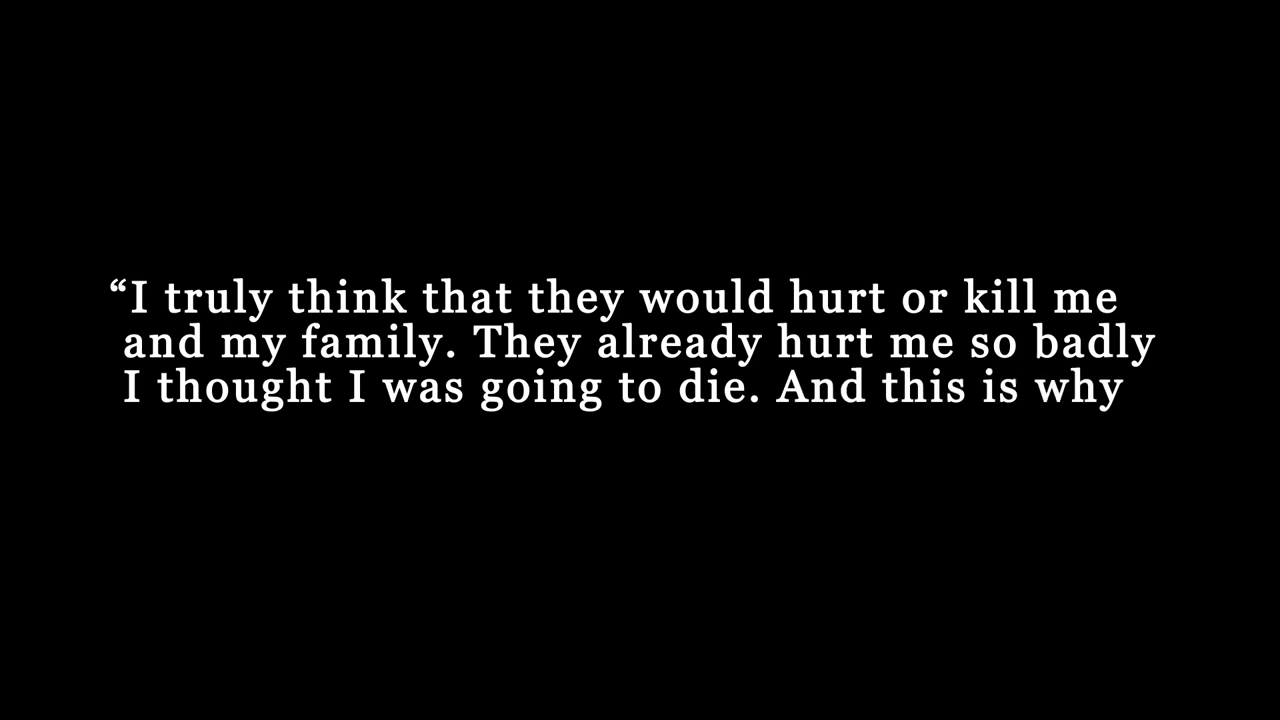 “I truly think that they would hurt or kill me
and my family. They already hurt me so badly
I thought I was going to die. And this is why